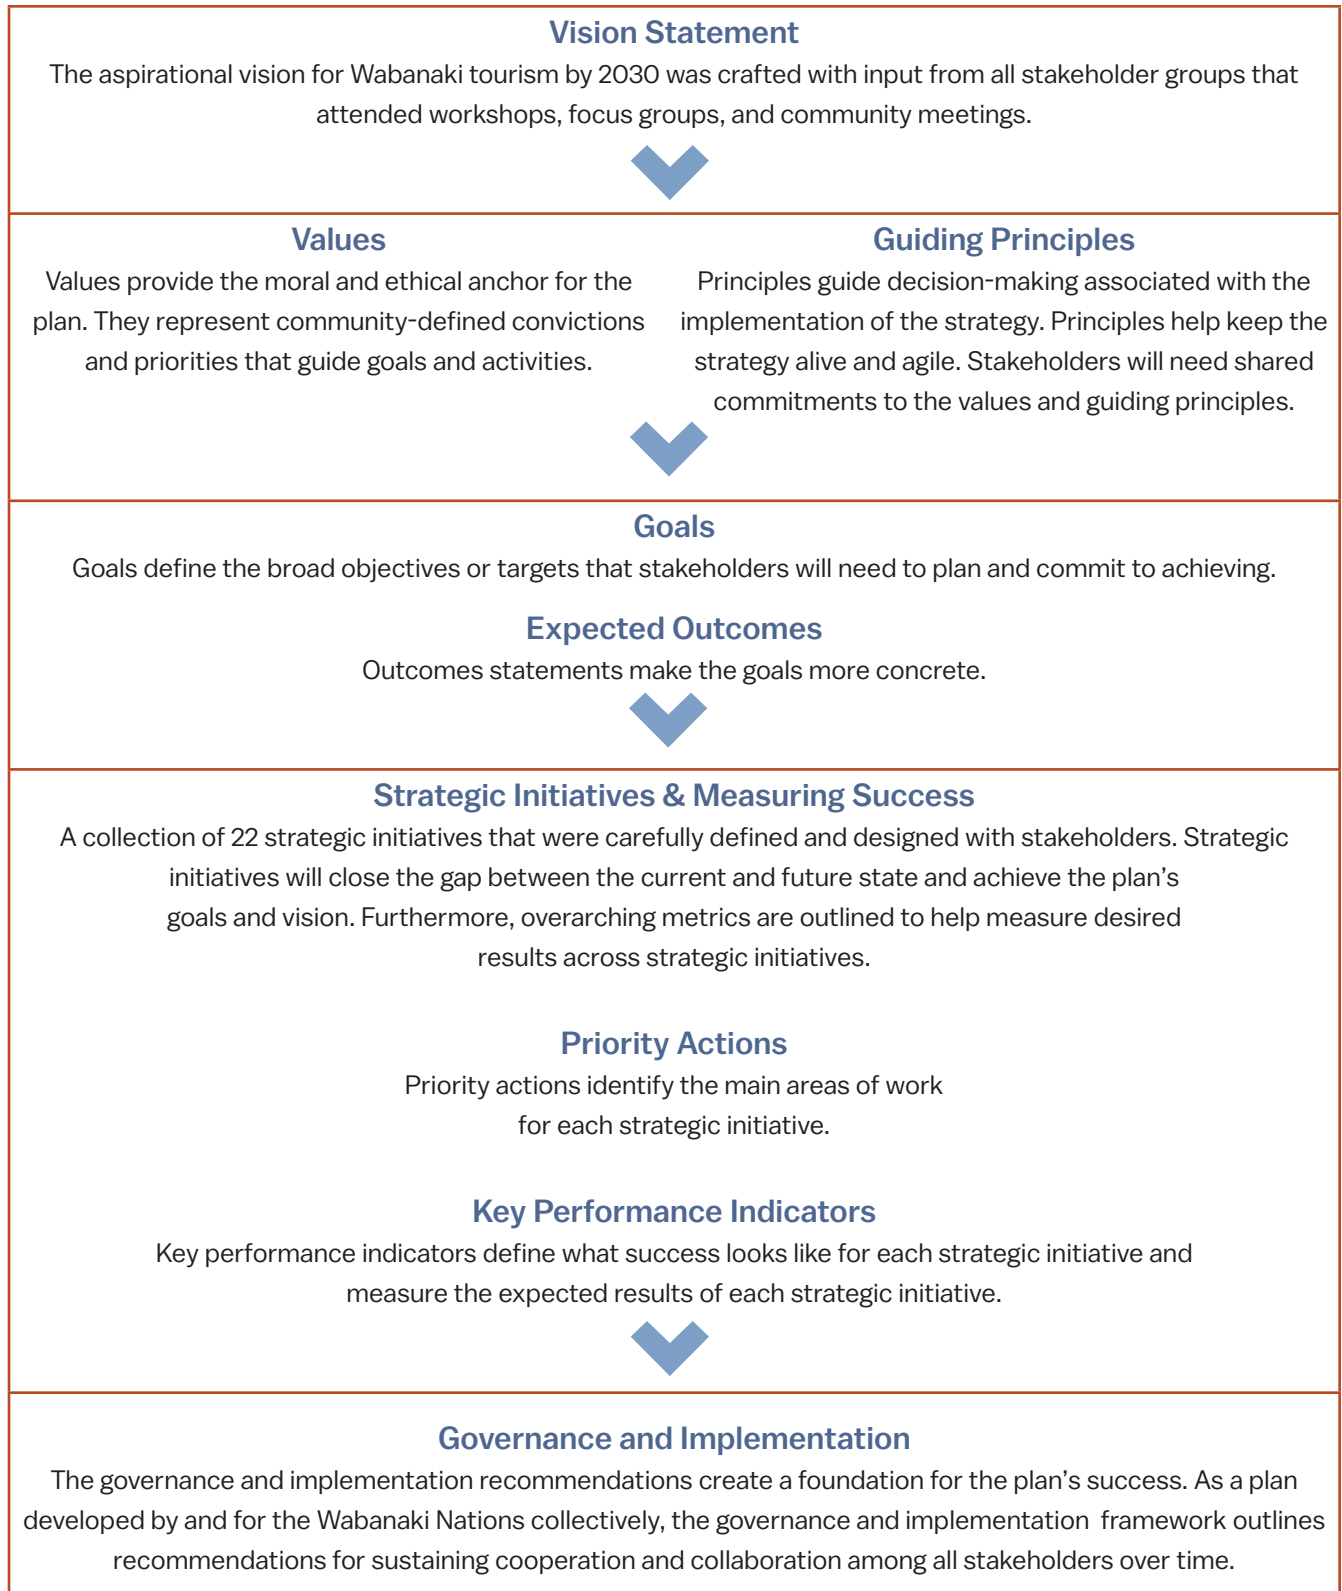 Vision Statement
The aspirational vision for Wabanaki tourism by 2030 was crafted with input from all stakeholder groups that
attended workshops, focus groups, and community meetings.
Values
Values provide the moral and ethical anchor for the
plan. They represent community-defined convictions
and priorities that guide goals and activities.
Guiding Principles
Principles guide decision-making associated with the
implementation of the strategy. Principles help keep the
strategy alive and agile. Stakeholders will need shared
commitments to the values and guiding principles.
Goals
Goals define the broad objectives or targets that stakeholders will need to plan and commit to achieving.
Expected Outcomes
Outcomes statements make the goals more concrete.
Strategic Initiatives & Measuring Success
A collection of 22 strategic initiatives that were carefully defined and designed with stakeholders. Strategic
initiatives will close the gap between the current and future state and achieve the plan’s
goals and vision. Furthermore, overarching metrics are outlined to help measure desired
results across strategic initiatives.
Priority Actions
Priority actions identify the main areas of work
for each strategic initiative.
Key Performance Indicators
Key performance indicators define what success looks like for each strategic initiative and
measure the expected results of each strategic initiative.
Governance and Implementation
The governance and implementation recommendations create a foundation for the plan’s success. As a plan
developed by and for the Wabanaki Nations collectively, the governance and implementation framework outlines
recommendations for sustaining cooperation and collaboration among all stakeholders over time.